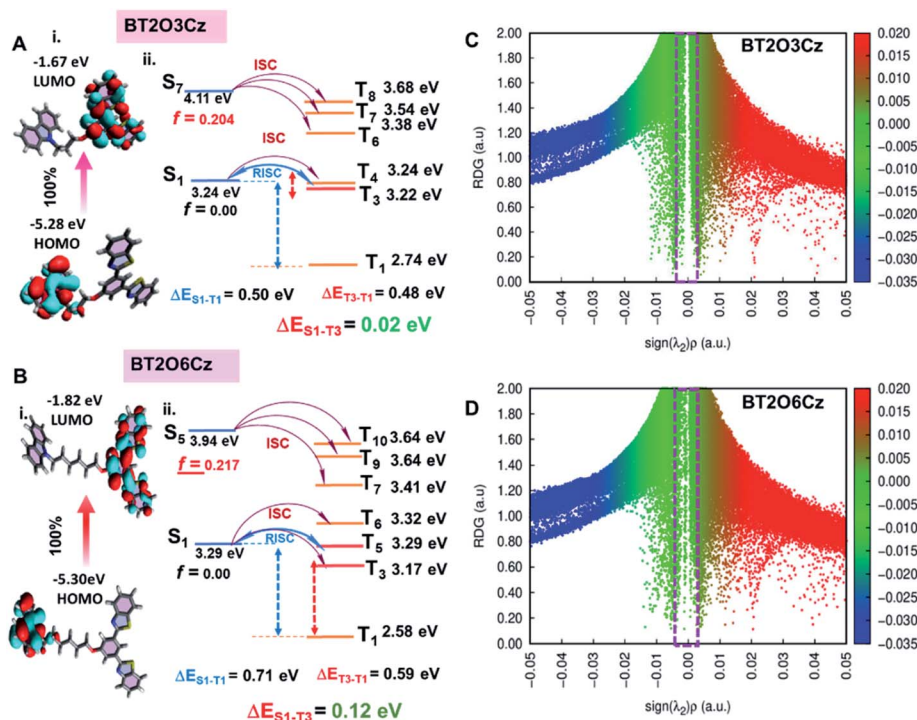 A
i.
BT2O3Cz
-1.67 eV
LUMO
100%
-5.28 eV
HOMO
ii.
S7
4.11 eV
f = 0.204
ISC
T8 3.68 eV
T7 3.54 eV
T6 3.38 eV
ISC
S1
3.24 eV
f = 0.00
RISC
T4 3.24 eV
T3 3.22 eV
T1 2.74 eV
ΔES1-T1 = 0.50 eV
ΔET3-T1 = 0.48 eV
ΔES1-T3 = 0.02 eV
B
BT2O6Cz
i.
-1.82 eV
LUMO
100%
-5.30eV
HOMO
ii.
S5
3.94 eV
f = 0.217
ISC
T10 3.64 eV
T9 3.64 eV
T7 3.41 eV
ISC
S1
3.29 eV
f = 0.00
RISC
T6 3.32 eV
T5 3.29 eV
T3 3.17 eV
T1 2.58 eV
ΔES1-T1 = 0.71 eV
ΔET3-T1 = 0.59 eV
ΔES1-T3 = 0.12 eV
C
BT2O3Cz
RDG (a.u)
2.00
1.80
1.60
1.40
1.20
1.00
0.80
0.60
0.40
0.20
0.00
-0.05
-0.04
-0.03
-0.02
-0.01
0.00
0.01
0.02
0.03
0.04
0.05
sign(λ2)ρ (a.u.)
0.020
0.015
0.010
0.005
0.000
-0.005
-0.010
-0.015
-0.020
-0.025
-0.030
-0.035
D
BT2O6Cz
RDG (a.u)
2.00
1.80
1.60
1.40
1.20
1.00
0.80
0.60
0.40
0.20
0.00
-0.05
-0.04
-0.03
-0.02
-0.01
0.00
0.01
0.02
0.03
0.04
0.05
sign(λ2)ρ (a.u.)
0.020
0.015
0.010
0.005
0.000
-0.005
-0.010
-0.015
-0.020
-0.025
-0.030
-0.035